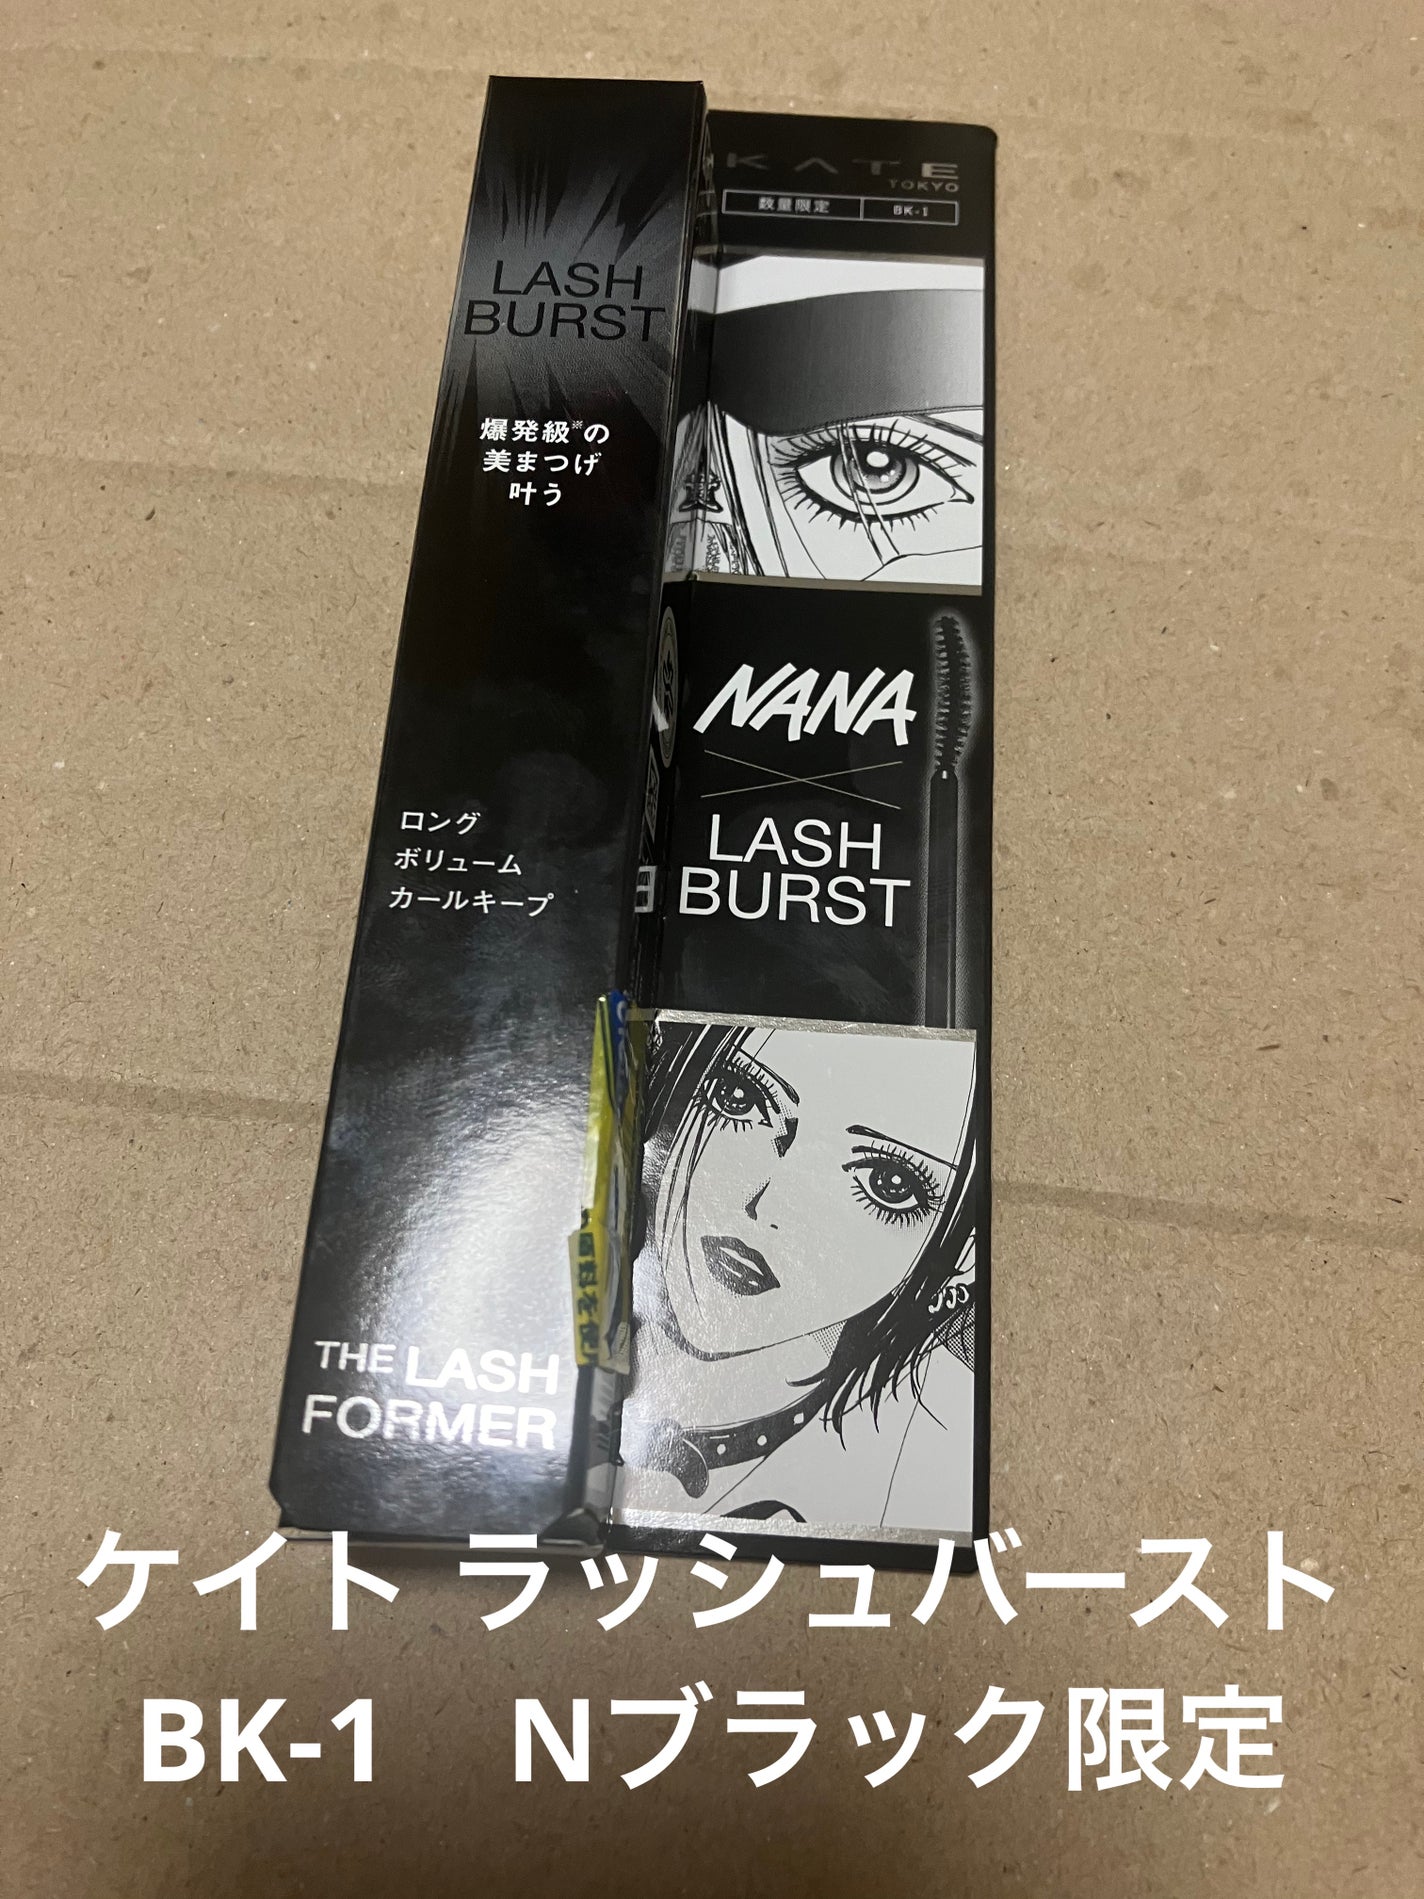 LASH
BURST
爆発級※の
美まつげ
叶う
ロング
ボリューム
カールキープ
THE LASH
FORMER
KATE
TOKYO
数量限定
BK-1
NANA
LASH
BURST
ケイト ラッシュバースト
BK-1　Nブラック限定